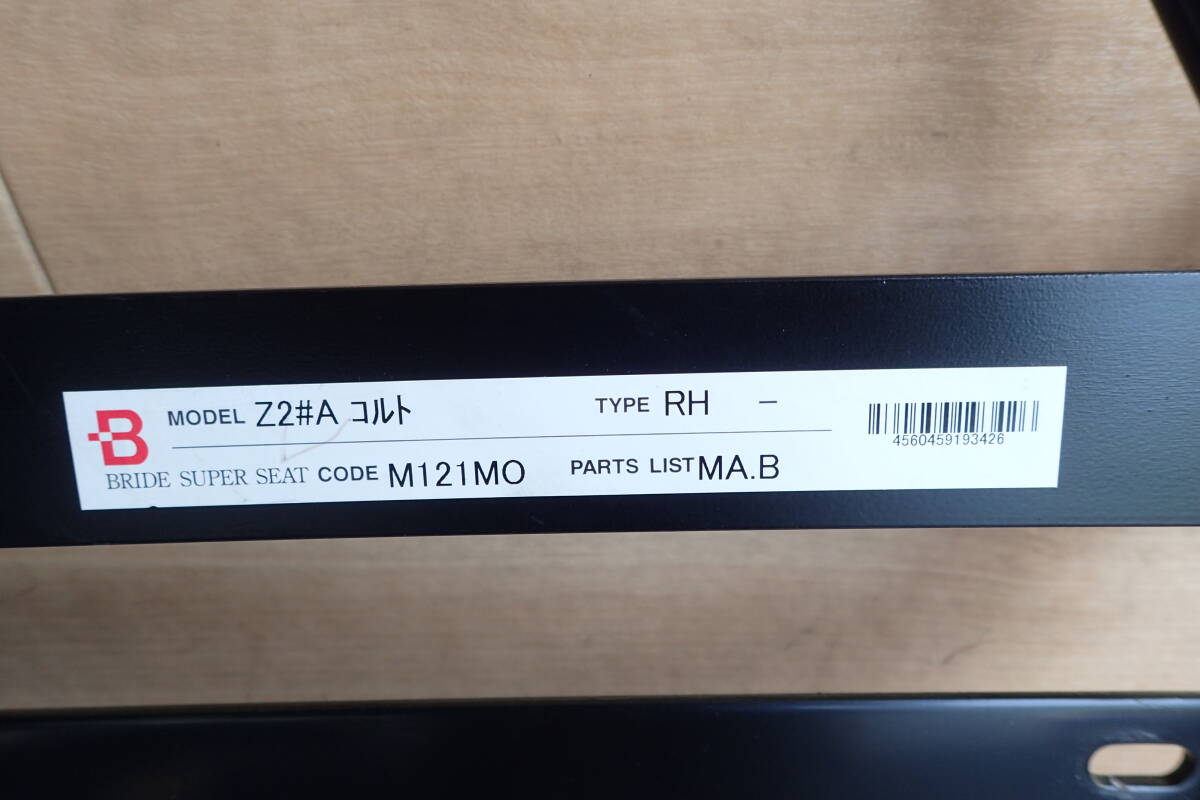 B MODEL Z2#A コルト TYPE RH −
BRIDE SUPER SEAT CODE M121MO PARTS LIST MA.B
4560459193426